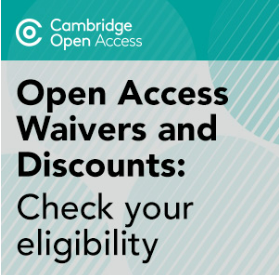 Cambridge
Open Access
Open Access
Waivers and
Discounts:
Check your
eligibility